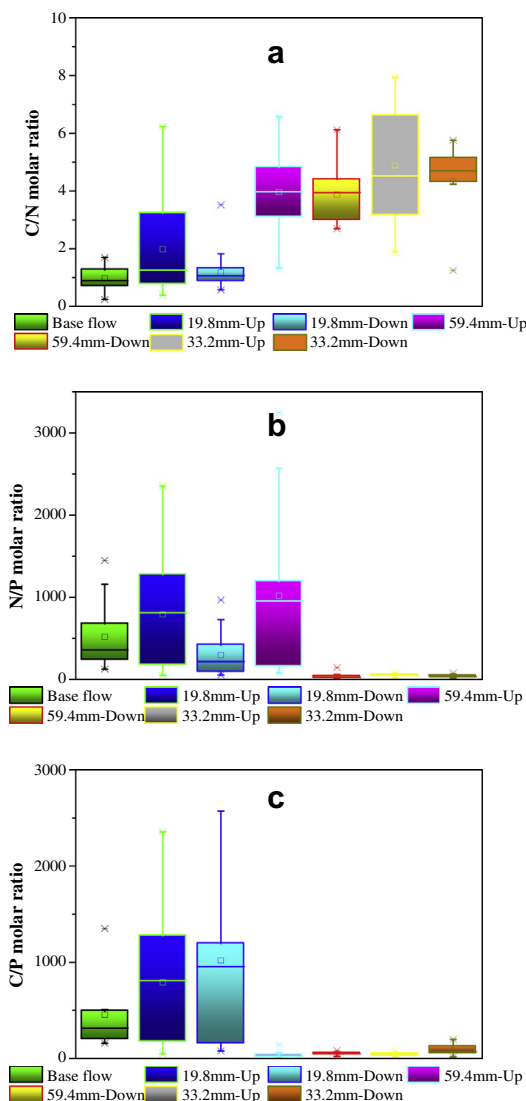 a
10
8
6
4
2
0
C/N molar ratio
Base flow 19.8mm-Up 19.8mm-Down 59.4mm-Up
59.4mm-Down 33.2mm-Up 33.2mm-Down
b
3000
2000
1000
0
N/P molar ratio
Base flow 19.8mm-Up 19.8mm-Down 59.4mm-Up
59.4mm-Down 33.2mm-Up 33.2mm-Down
c
3000
2000
1000
0
C/P molar ratio
Base flow 19.8mm-Up 19.8mm-Down 59.4mm-Up
59.4mm-Down 33.2mm-Up 33.2mm-Down